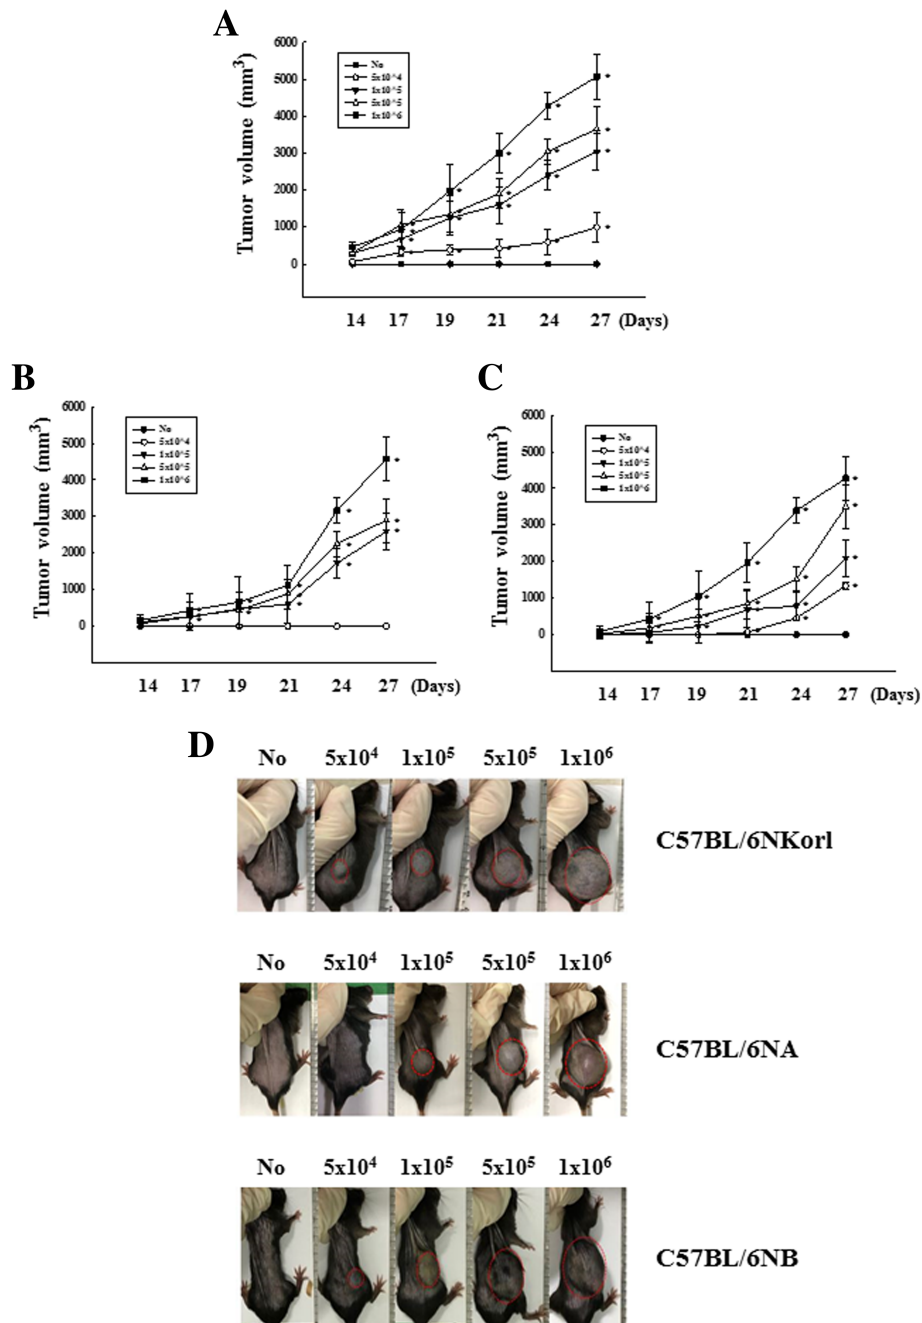 A
Tumor volume (mm³)
6000
5000
4000
3000
2000
1000
0
No
5x10^4
1x10^5
5x10^5
1x10^6
14 17 19 21 24 27 (Days)
B
Tumor volume (mm³)
6000
5000
4000
3000
2000
1000
0
No
5x10^4
1x10^5
5x10^5
1x10^6
14 17 19 21 24 27 (Days)
C
Tumor volume (mm³)
6000
5000
4000
3000
2000
1000
0
No
5x10^4
1x10^5
5x10^5
1x10^6
14 17 19 21 24 27 (Days)
D
No 5x10⁴ 1x10⁵ 5x10⁵ 1x10⁶
C57BL/6NKorl
No 5x10⁴ 1x10⁵ 5x10⁵ 1x10⁶
C57BL/6NA
No 5x10⁴ 1x10⁵ 5x10⁵ 1x10⁶
C57BL/6NB